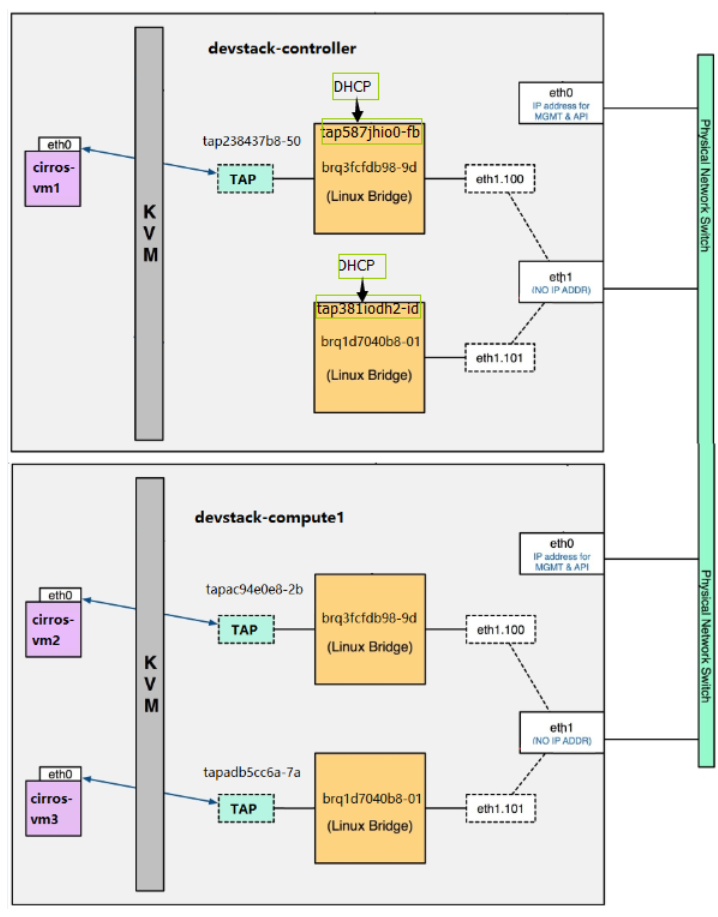 devstack-controller
DHCP
eth0
IP address for
MGMT & API
tap587jhio0-fb
eth0
cirros-
vm1
tap238437b8-50
TAP
brq3fcfdb98-9d
(Linux Bridge)
eth1.100
K
V
M
Physical Network Switch
DHCP
eth1
(NO IP ADDR)
tap381iodh2-id
brq1d7040b8-01
(Linux Bridge)
eth1.101
devstack-compute1
eth0
IP address for
MGMT & API
tapac94e0e8-2b
eth0
cirros-
vm2
TAP
brq3fcfdb98-9d
(Linux Bridge)
eth1.100
K
V
M
Physical Network Switch
eth1
(NO IP ADDR)
tapadb5cc6a-7a
eth0
cirros-
vm3
TAP
brq1d7040b8-01
(Linux Bridge)
eth1.101